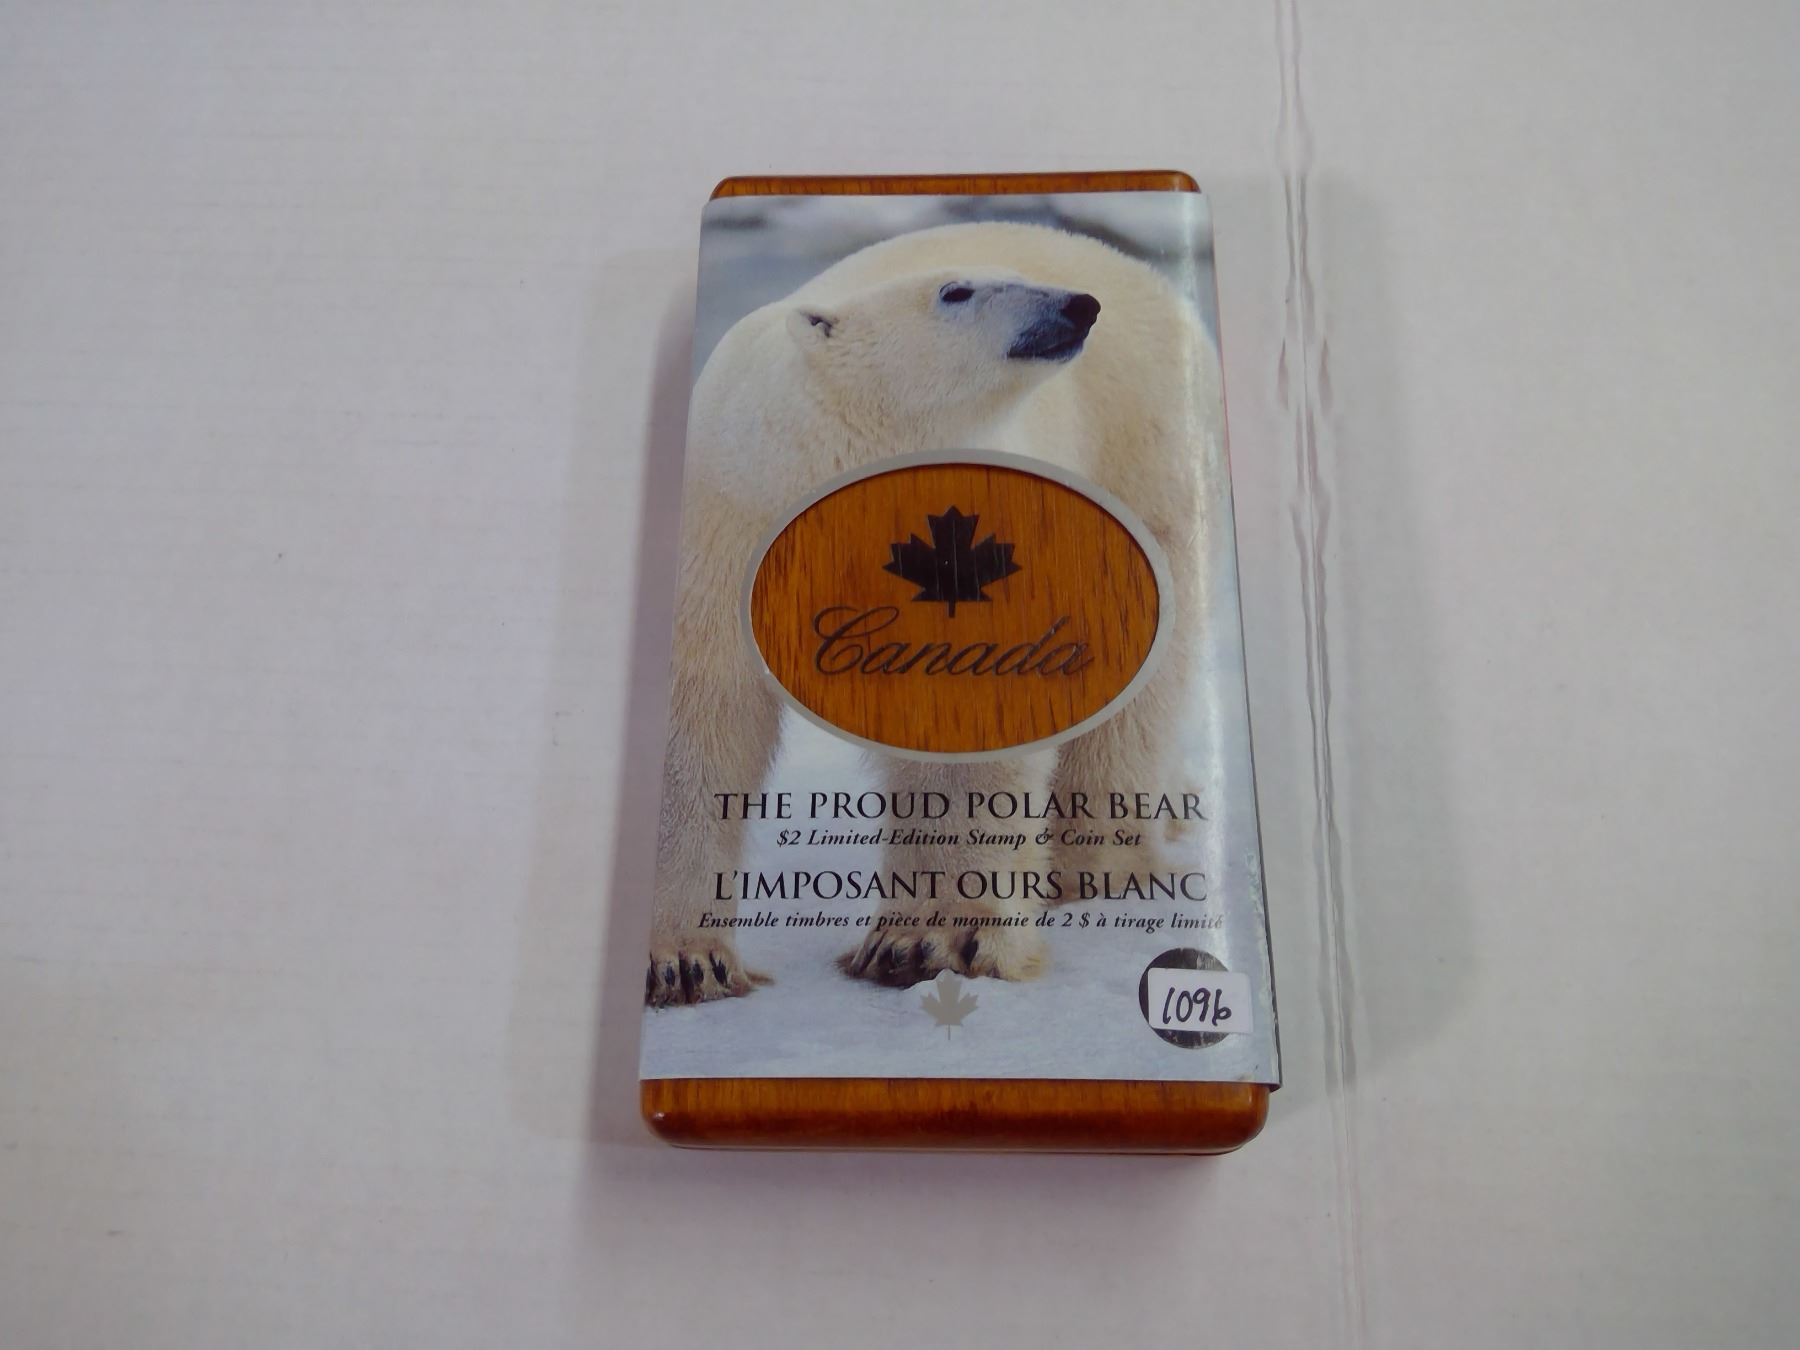 Canada
THE PROUD POLAR BEAR
$2 Limited-Edition Stamp & Coin Set
L'IMPOSANT OURS BLANC
Ensemble timbres et pièce de monnaie de 2 $ à tirage limité
1096